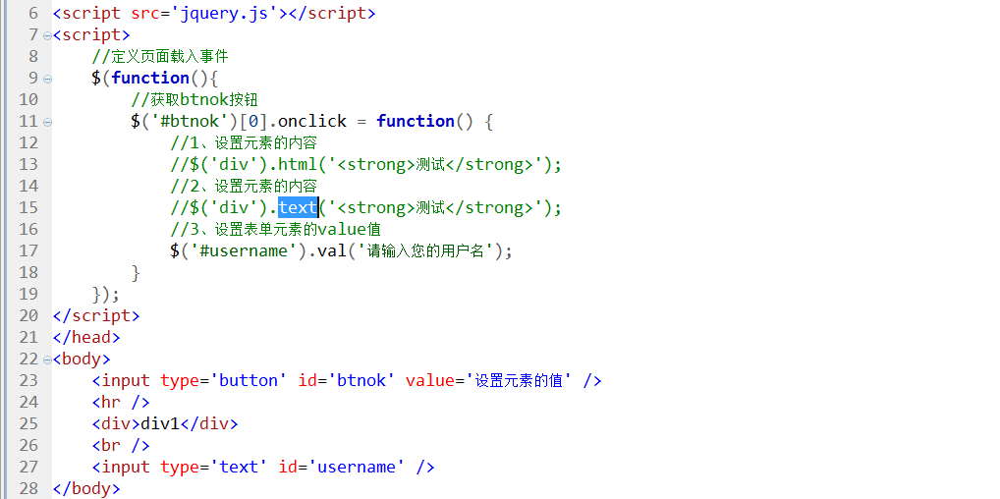 6 <script src='jquery.js'></script>
7 <script>
8 //定义页面载入事件
9 $(function(){
10 //获取btnok按钮
11 $('#btnok')[0].onclick = function() {
12 //1、设置元素的内容
13 //$('div').html('<strong>测试</strong>');
14 //2、设置元素的内容
15 //$('div').text('<strong>测试</strong>');
16 //3、设置表单元素的value值
17 $('#username').val('请输入您的用户名');
18 }
19 });
20 </script>
21 </head>
22 <body>
23 <input type='button' id='btnok' value='设置元素的值' />
24 <hr />
25 <div>div1</div>
26 <br />
27 <input type='text' id='username' />
28 </body>